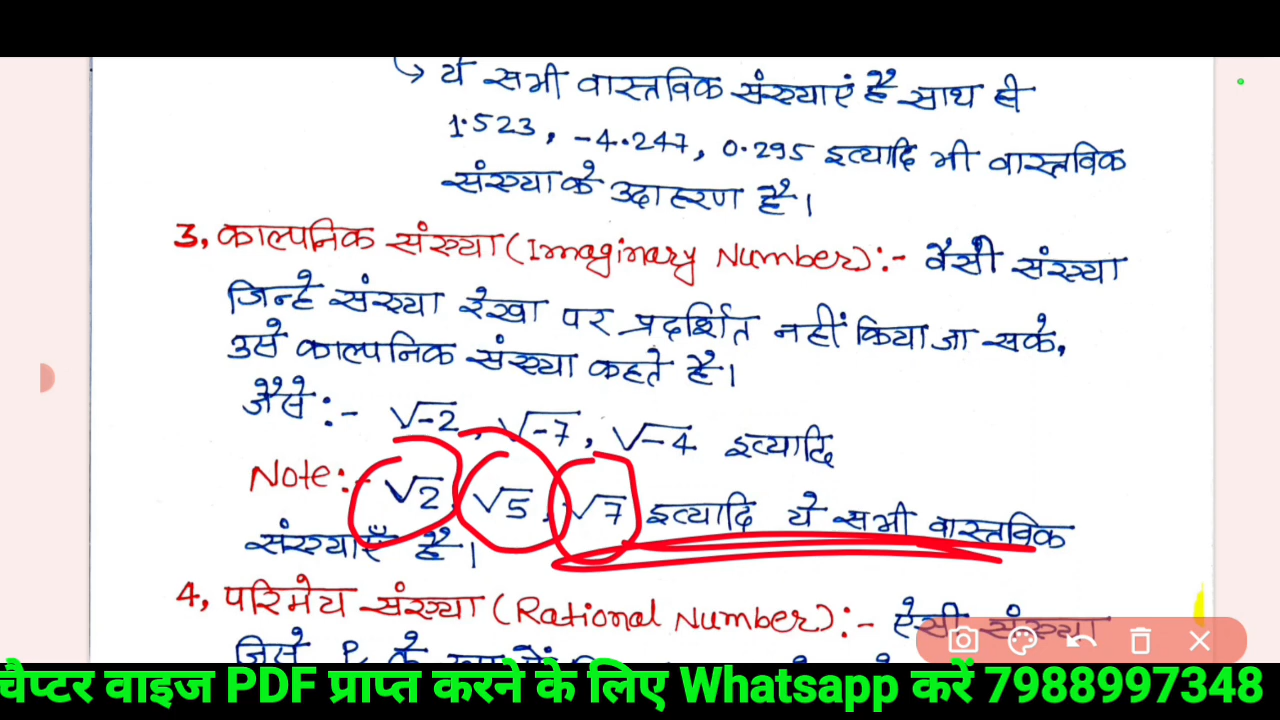 ये सभी वास्तविक संख्याएं हैं साथ ही
1.523, -4.247, 0.295 इत्यादि भी वास्तविक
संख्या के उदाहरण हैं।
3, काल्पनिक संख्या (Imaginary Number):- वैसी संख्या
जिन्हे संख्या रेखा पर प्रदर्शित नहीं किया जा सके,
उसे काल्पनिक संख्या कहते हैं।
जैसे:- √-2, √-7, √-4 इत्यादि
Note:- √2, √5, √7 इत्यादि ये सभी वास्तविक
संख्याएँ हैं।
4, परिमेय संख्या (Rational Number):- ऐसी संख्या
जिसे P
चैप्टर वाइज PDF प्राप्त करने के लिए Whatsapp करें 7988997348